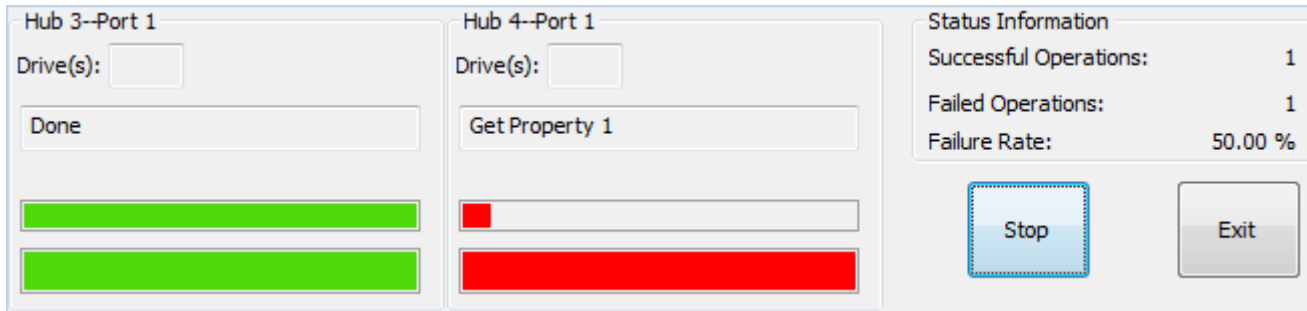 Hub 3--Port 1
Drive(s):
Done
Hub 4--Port 1
Drive(s):
Get Property 1
Status Information
Successful Operations: 1
Failed Operations: 1
Failure Rate: 50.00 %
Stop
Exit